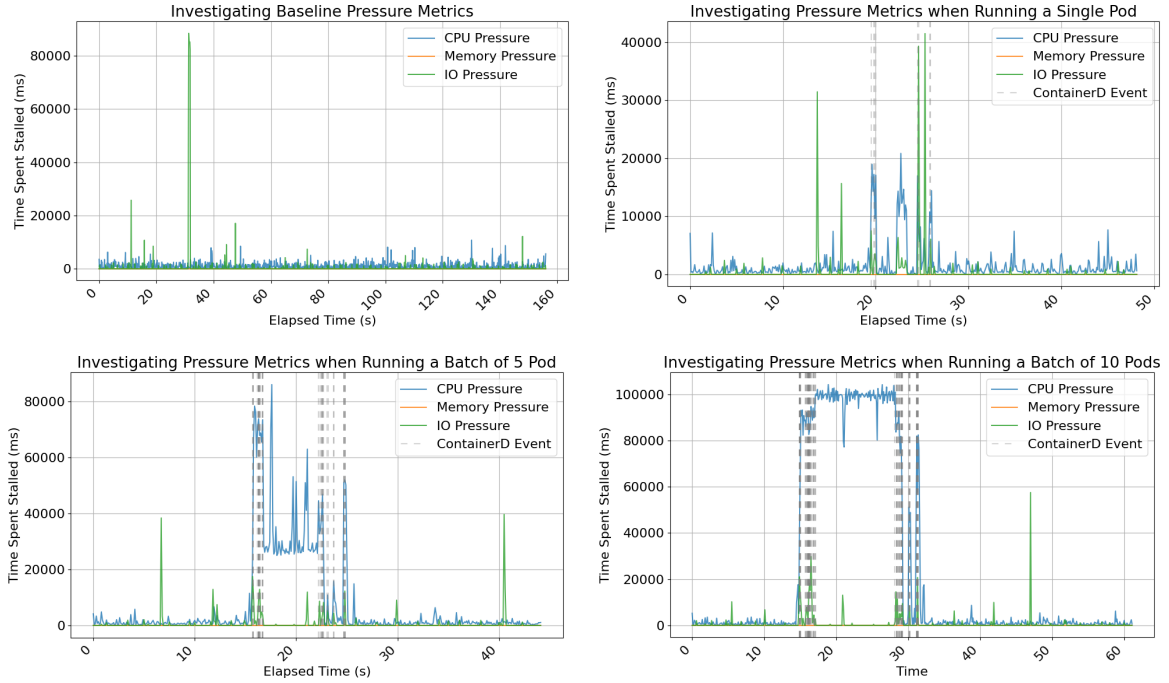 Investigating Baseline Pressure Metrics
Time Spent Stalled (ms)
80000
60000
40000
20000
0
CPU Pressure
Memory Pressure
IO Pressure
0 20 40 60 80 100 120 140 160
Elapsed Time (s)
Investigating Pressure Metrics when Running a Single Pod
Time Spent Stalled (ms)
40000
30000
20000
10000
0
CPU Pressure
Memory Pressure
IO Pressure
ContainerD Event
0 10 20 30 40 50
Elapsed Time (s)
Investigating Pressure Metrics when Running a Batch of 5 Pod
Time Spent Stalled (ms)
80000
60000
40000
20000
0
CPU Pressure
Memory Pressure
IO Pressure
ContainerD Event
0 10 20 30 40
Elapsed Time (s)
Investigating Pressure Metrics when Running a Batch of 10 Pods
Time Spent Stalled (ms)
100000
80000
60000
40000
20000
0
CPU Pressure
Memory Pressure
IO Pressure
ContainerD Event
0 10 20 30 40 50 60
Time